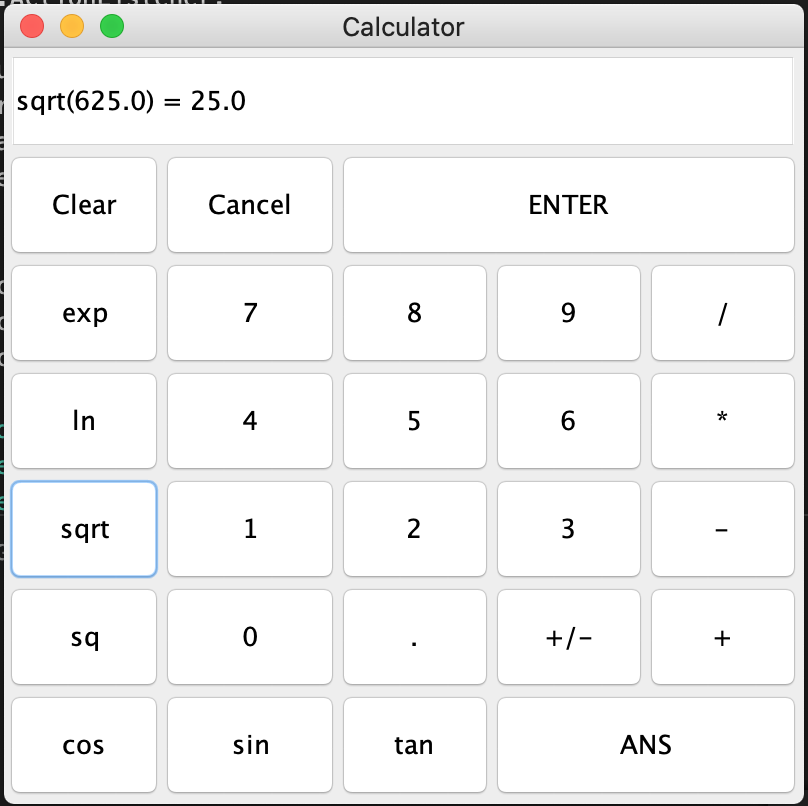 Calculator
sqrt(625.0) = 25.0
Clear Cancel ENTER
exp 7 8 9 /
ln 4 5 6 *
sqrt 1 2 3 -
sq 0 . +/- +
cos sin tan ANS